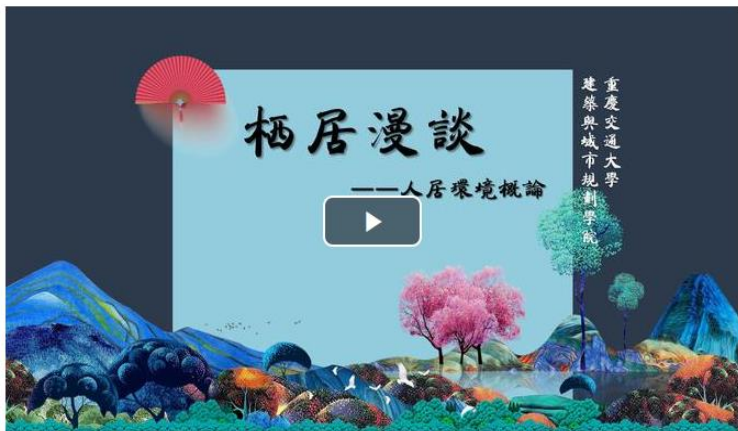 栖居漫談
——人居環境概論
重慶交通大學
建築與城市規劃學院